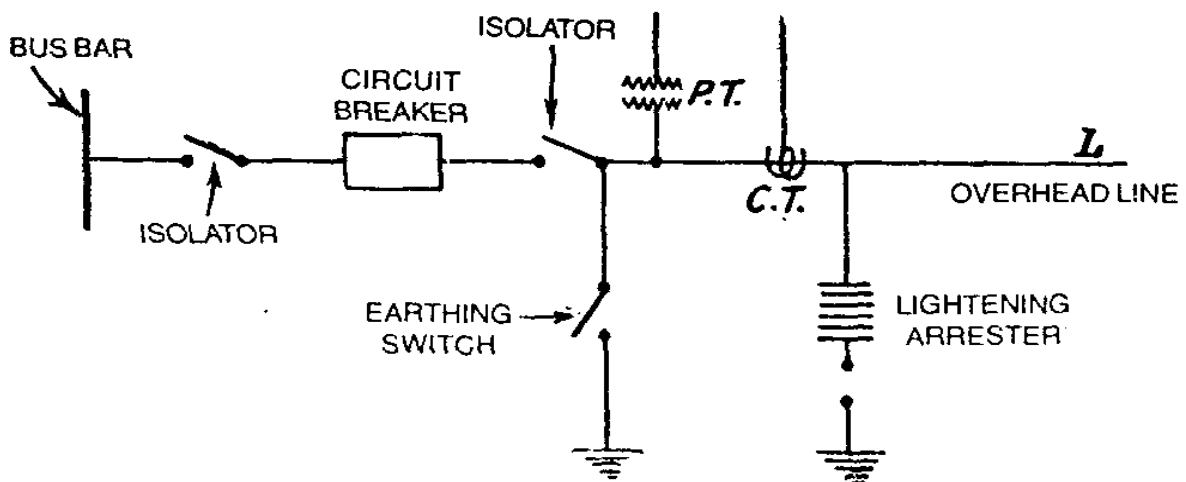 BUS BAR
ISOLATOR
CIRCUIT
BREAKER
ISOLATOR
P.T.
C.T.
L
OVERHEAD LINE
EARTHING
SWITCH
LIGHTENING
ARRESTER